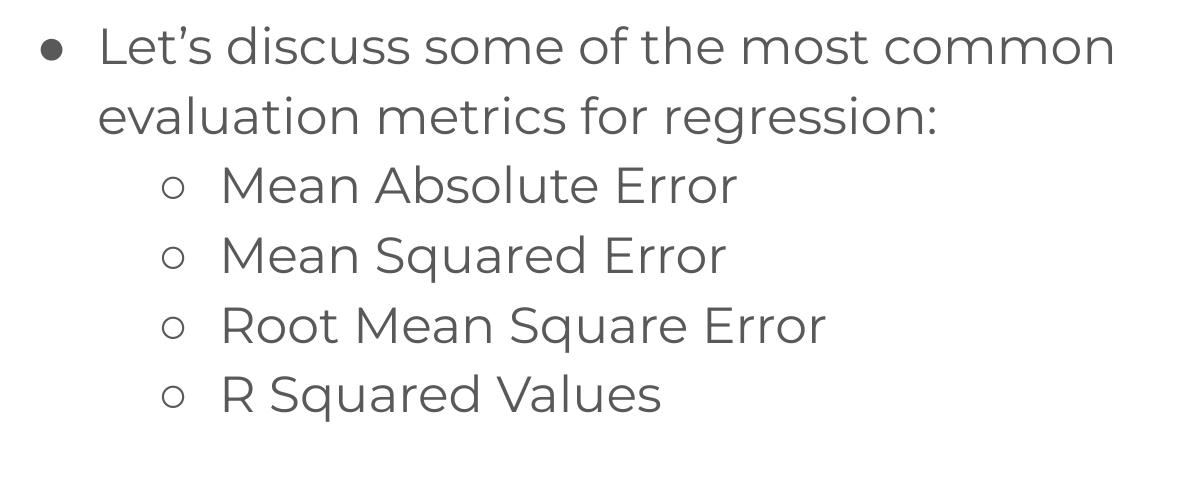 ● Let’s discuss some of the most common
evaluation metrics for regression:
○ Mean Absolute Error
○ Mean Squared Error
○ Root Mean Square Error
○ R Squared Values